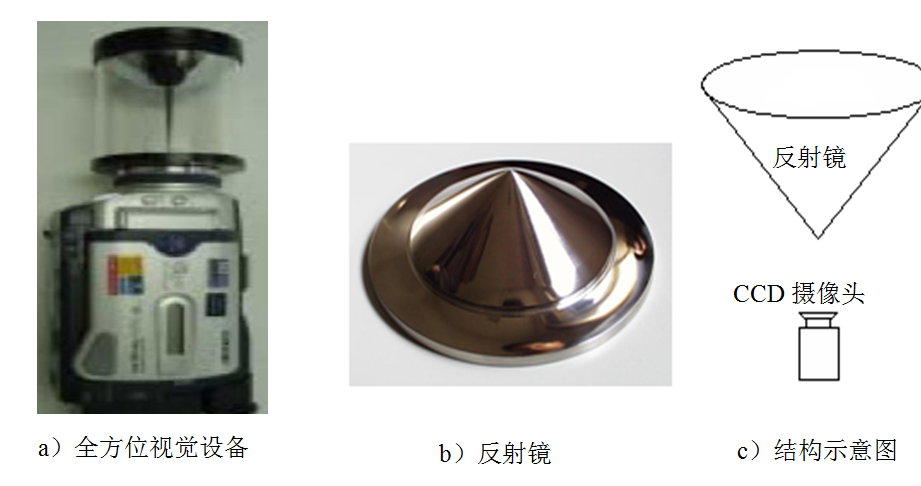 反射镜
CCD 摄像头
a）全方位视觉设备
b）反射镜
c）结构示意图